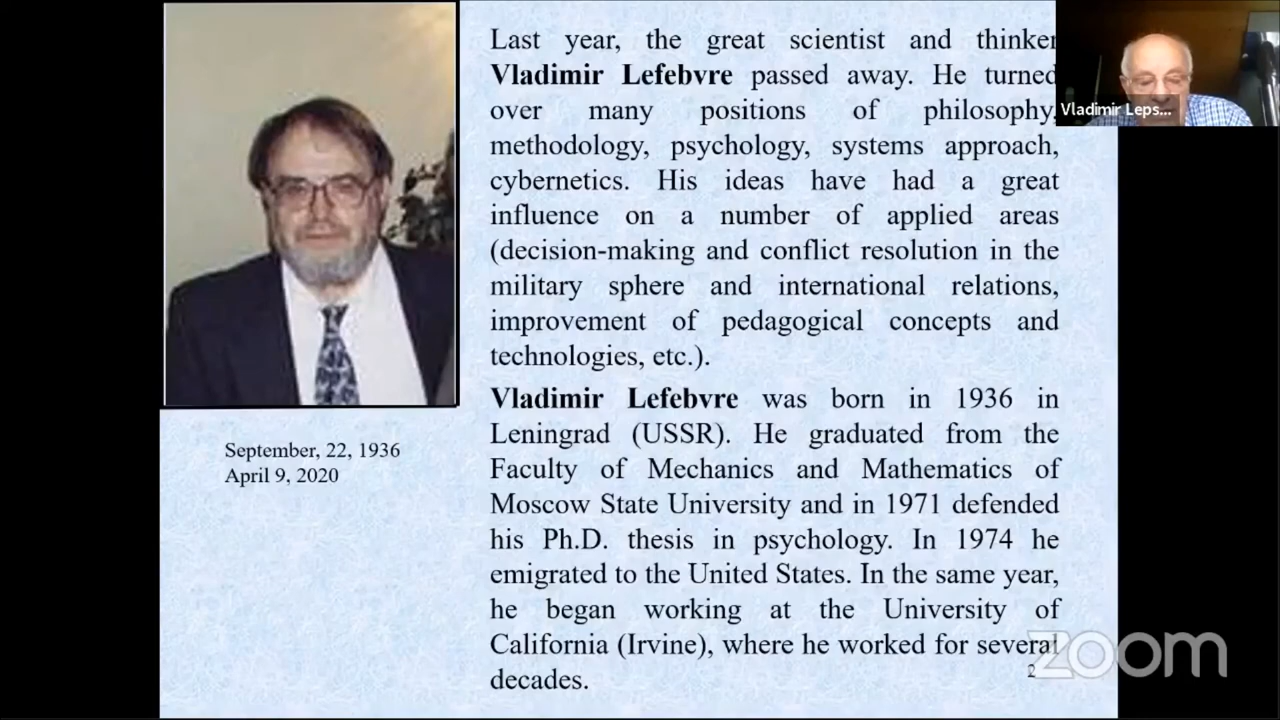 Last year, the great scientist and thinker
Vladimir Lefebvre passed away. He turned
over many positions of philosophy,
methodology, psychology, systems approach,
cybernetics. His ideas have had a great
influence on a number of applied areas
(decision-making and conflict resolution in the
military sphere and international relations,
improvement of pedagogical concepts and
technologies, etc.).
Vladimir Lefebvre was born in 1936 in
Leningrad (USSR). He graduated from the
Faculty of Mechanics and Mathematics of
Moscow State University and in 1971 defended
his Ph.D. thesis in psychology. In 1974 he
emigrated to the United States. In the same year,
he began working at the University of
California (Irvine), where he worked for several
decades.
September, 22, 1936
April 9, 2020
Vladimir Leps...
2
zoom